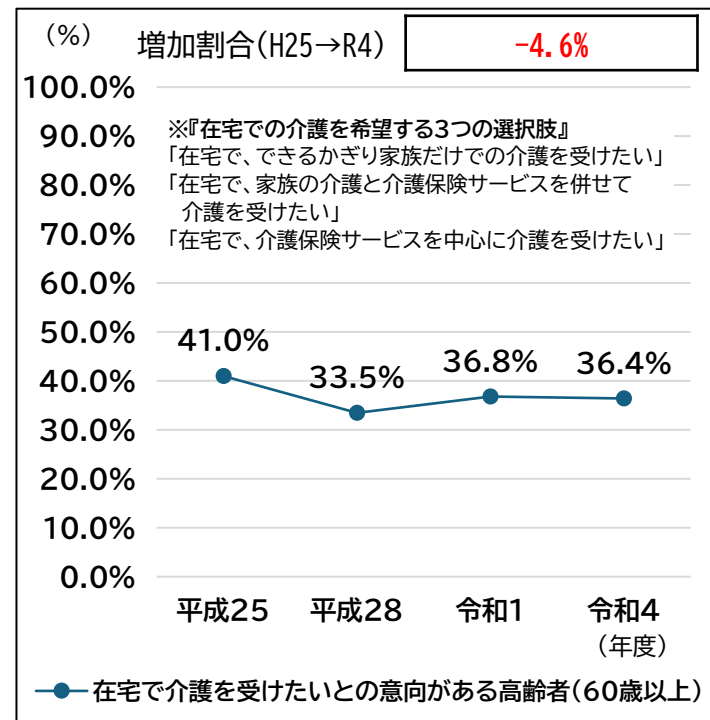 (%)
増加割合(H25→R4)
-4.6%
100.0%
90.0%
80.0%
70.0%
60.0%
50.0%
40.0%
30.0%
20.0%
10.0%
0.0%
※『在宅での介護を希望する3つの選択肢』
「在宅で、できるかぎり家族だけでの介護を受けたい」
「在宅で、家族の介護と介護保険サービスを併せて
介護を受けたい」
「在宅で、介護保険サービスを中心に介護を受けたい」
41.0%
33.5%
36.8%
36.4%
平成25 平成28 令和1 令和4
(年度)
在宅で介護を受けたいとの意向がある高齢者(60歳以上)